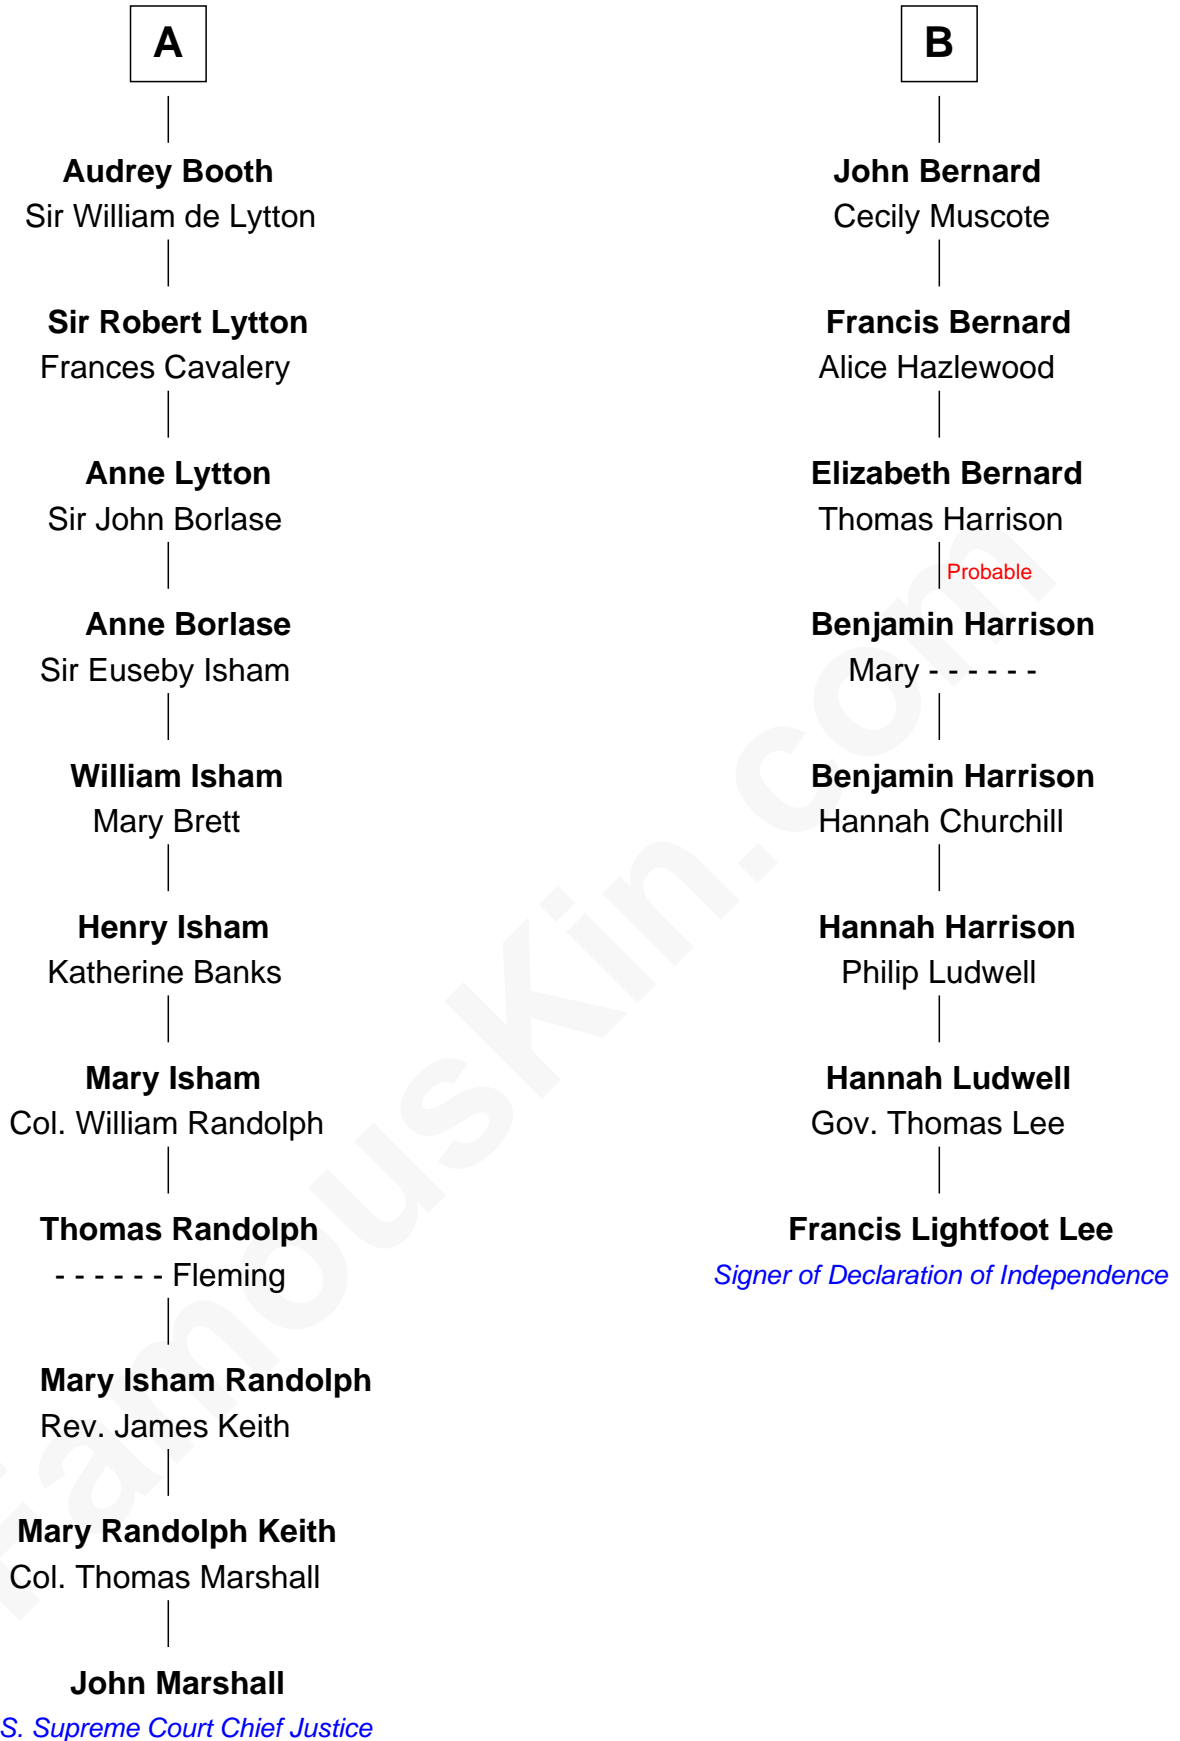 A
Audrey Booth
Sir William de Lytton
Sir Robert Lytton
Frances Cavalery
Anne Lytton
Sir John Borlase
Anne Borlase
Sir Euseby Isham
William Isham
Mary Brett
Henry Isham
Katherine Banks
Mary Isham
Col. William Randolph
Thomas Randolph
- - - - - - Fleming
Mary Isham Randolph
Rev. James Keith
Mary Randolph Keith
Col. Thomas Marshall
John Marshall
S. Supreme Court Chief Justice
B
John Bernard
Cecily Muscote
Francis Bernard
Alice Hazlewood
Elizabeth Bernard
Thomas Harrison
Probable
Benjamin Harrison
Mary - - - - - -
Benjamin Harrison
Hannah Churchill
Hannah Harrison
Philip Ludwell
Hannah Ludwell
Gov. Thomas Lee
Francis Lightfoot Lee
Signer of Declaration of Independence
FamousKin.com